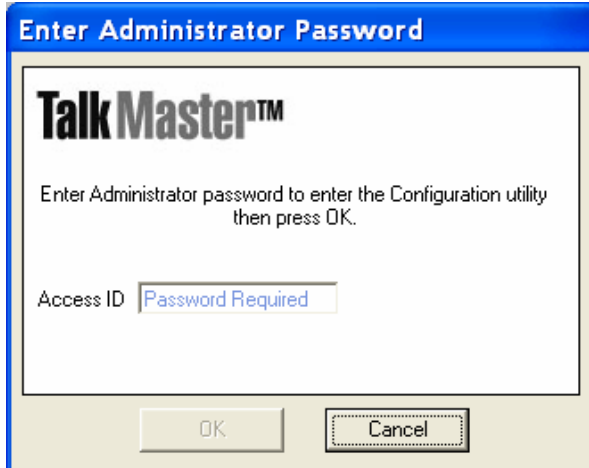 Enter Administrator Password
TalkMaster™
Enter Administrator password to enter the Configuration utility
then press OK.
Access ID Password Required
OK Cancel